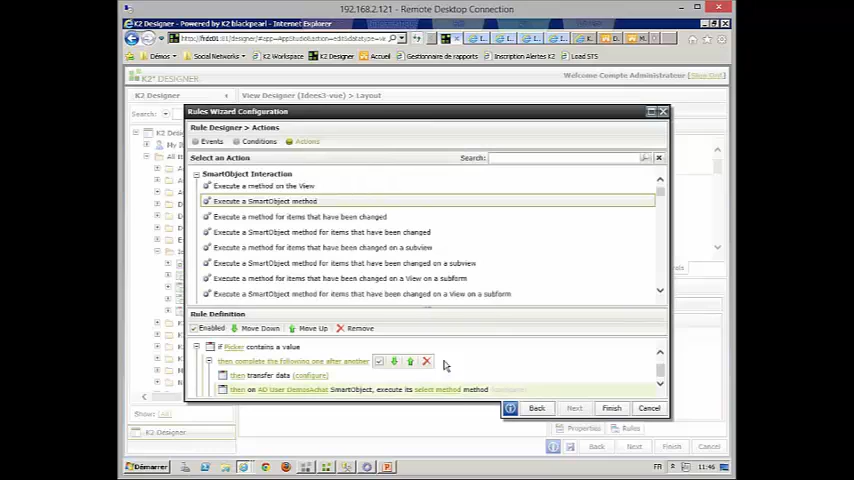 192.168.2.121 - Remote Desktop Connection
K2 Designer - Powered by K2 blackpearl - Internet Explorer
Démos
Social Networks
K2 Workspace
K2 Designer
Accueil
Gestionnaire de rapports
Inscription Alertes K2
Load STS
K2 DESIGNER
Welcome-Compte Administrateur
K2 Designer
View Designer (Idees3-vue) > Layout
Rules Wizard Configuration
Search:
Rule Designer > Actions
Events
Conditions
Actions
Select an Action
Search:
SmartObject Interaction
Execute a method on the View
Execute a SmartObject method
Execute a method for items that have been changed
Execute a SmartObject method for items that have been changed
Execute a method for items that have been changed on a subview
Execute a SmartObject method for items that have been changed on a subview
Execute a method for items that have been changed on a View on a subform
Execute a SmartObject method for items that have been changed on a View on a subform
Rule Definition
Enabled
Move Down
Move Up
Remove
if Picker contains a value
then complete the following one after another
then transfer data (configure)
then on AD User DemosAchat SmartObject, execute its select method method
Back
Next
Finish
Cancel
Show: (All)
K2 Designer
Properties
Rules
Back
Next
Finish
Cancel
Démarrer
FR
11:46